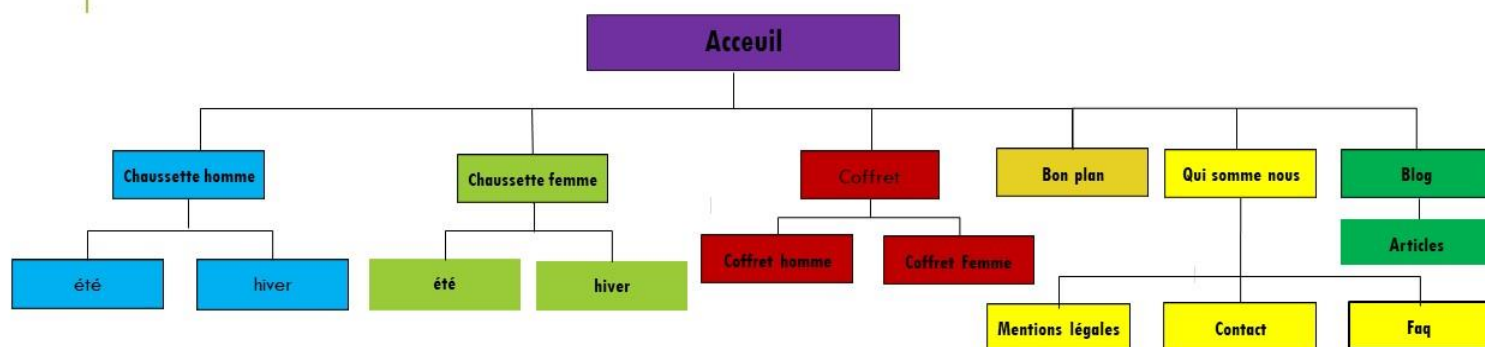 Acceuil
Chaussette homme
Chaussette femme
Coffret
Bon plan
Qui somme nous
Blog
été
hiver
été
hiver
Coffret homme
Coffret Femme
Articles
Mentions légales
Contact
Faq